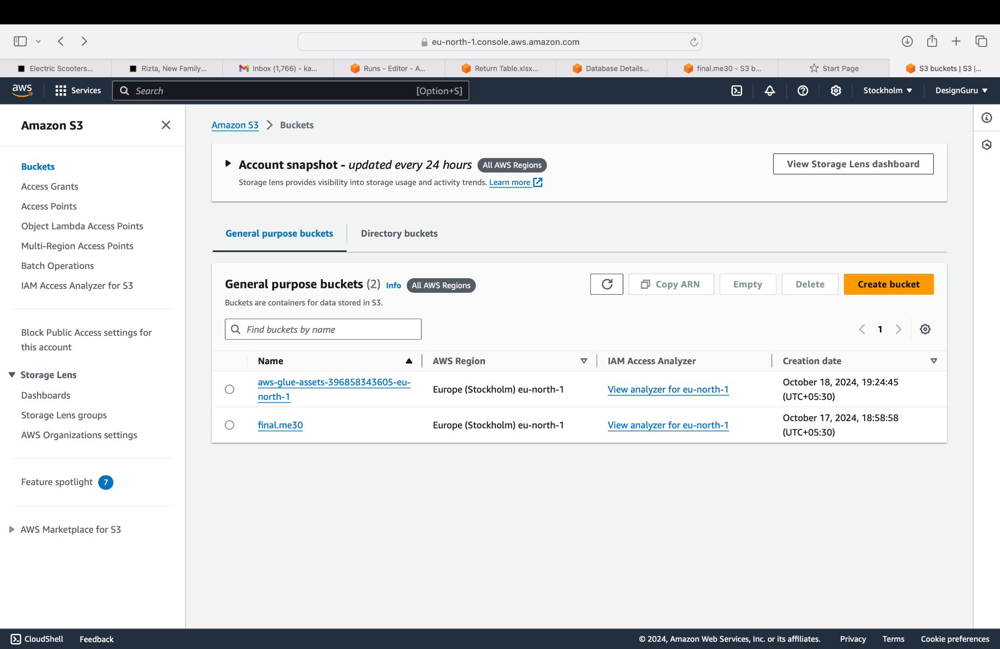 eu-north-1.console.aws.amazon.com
Electric Scooters...
Rizta, New Family...
Inbox (1,766) - ka...
Runs - Editor - A...
Return Table.xlsx...
Database Details...
final.me30 - S3 b...
Start Page
S3 buckets | S3 |...
aws
Services
Search
[Option+S]
Stockholm
DesignGuru
Amazon S3
Buckets
Access Grants
Access Points
Object Lambda Access Points
Multi-Region Access Points
Batch Operations
IAM Access Analyzer for S3
Block Public Access settings for
this account
Storage Lens
Dashboards
Storage Lens groups
AWS Organizations settings
Feature spotlight 7
AWS Marketplace for S3
Amazon S3 > Buckets
Account snapshot - updated every 24 hours All AWS Regions
Storage lens provides visibility into storage usage and activity trends. Learn more
View Storage Lens dashboard
General purpose buckets
Directory buckets
General purpose buckets (2) Info All AWS Regions
Buckets are containers for data stored in S3.
Copy ARN
Empty
Delete
Create bucket
Find buckets by name
1
Name
AWS Region
IAM Access Analyzer
Creation date
aws-glue-assets-396858343605-eu-
north-1
Europe (Stockholm) eu-north-1
View analyzer for eu-north-1
October 18, 2024, 19:24:45
(UTC+05:30)
final.me30
Europe (Stockholm) eu-north-1
View analyzer for eu-north-1
October 17, 2024, 18:58:58
(UTC+05:30)
CloudShell
Feedback
© 2024, Amazon Web Services, Inc. or its affiliates.
Privacy
Terms
Cookie preferences